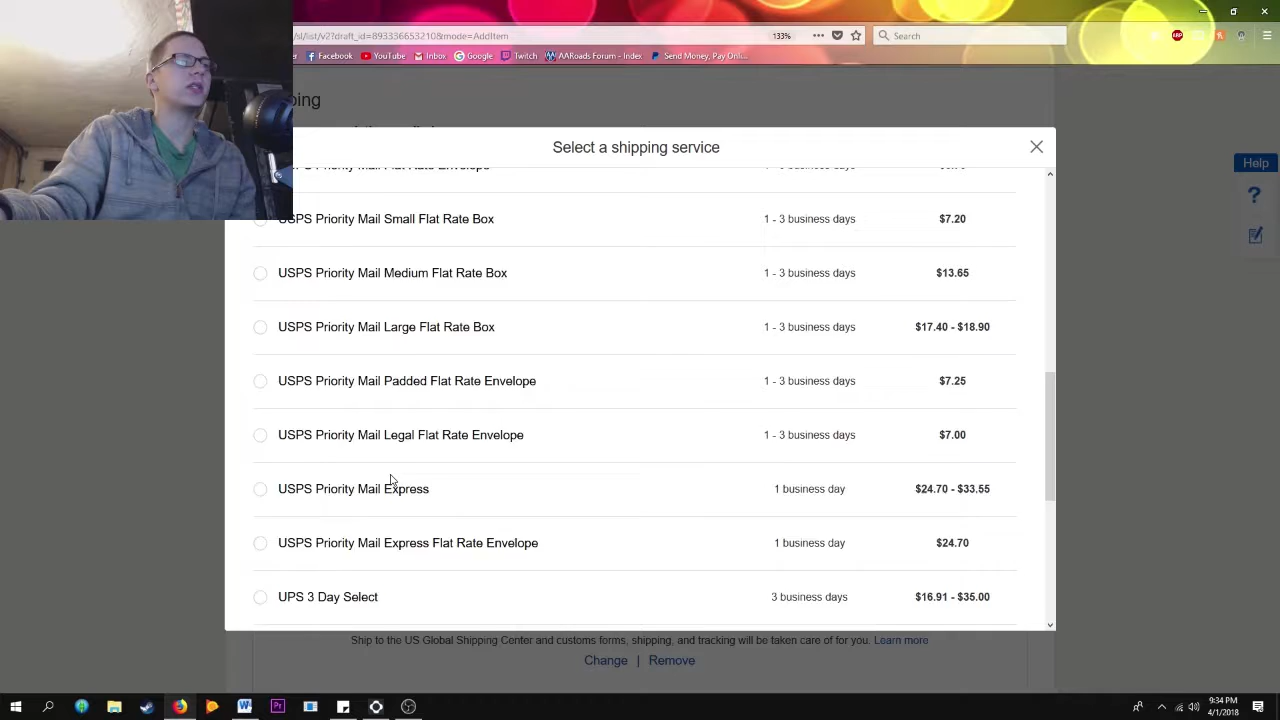 sl/list/v2?draft_id=893336653210&mode=AddItem
133%
Search
Facebook
YouTube
Inbox
Google
Twitch
AARoads Forum - Index
Send Money, Pay Onli...
Select a shipping service
Help
1 - 3 business days
USPS Priority Mail Small Flat Rate Box 1 - 3 business days $7.20
USPS Priority Mail Medium Flat Rate Box 1 - 3 business days $13.65
USPS Priority Mail Large Flat Rate Box 1 - 3 business days $17.40 - $18.90
USPS Priority Mail Padded Flat Rate Envelope 1 - 3 business days $7.25
USPS Priority Mail Legal Flat Rate Envelope 1 - 3 business days $7.00
USPS Priority Mail Express 1 business day $24.70 - $33.55
USPS Priority Mail Express Flat Rate Envelope 1 business day $24.70
UPS 3 Day Select 3 business days $16.91 - $35.00
Ship to the US Global Shipping Center and customs forms, shipping, and tracking will be taken care of for you. Learn more
Change | Remove
9:34 PM
4/1/2018